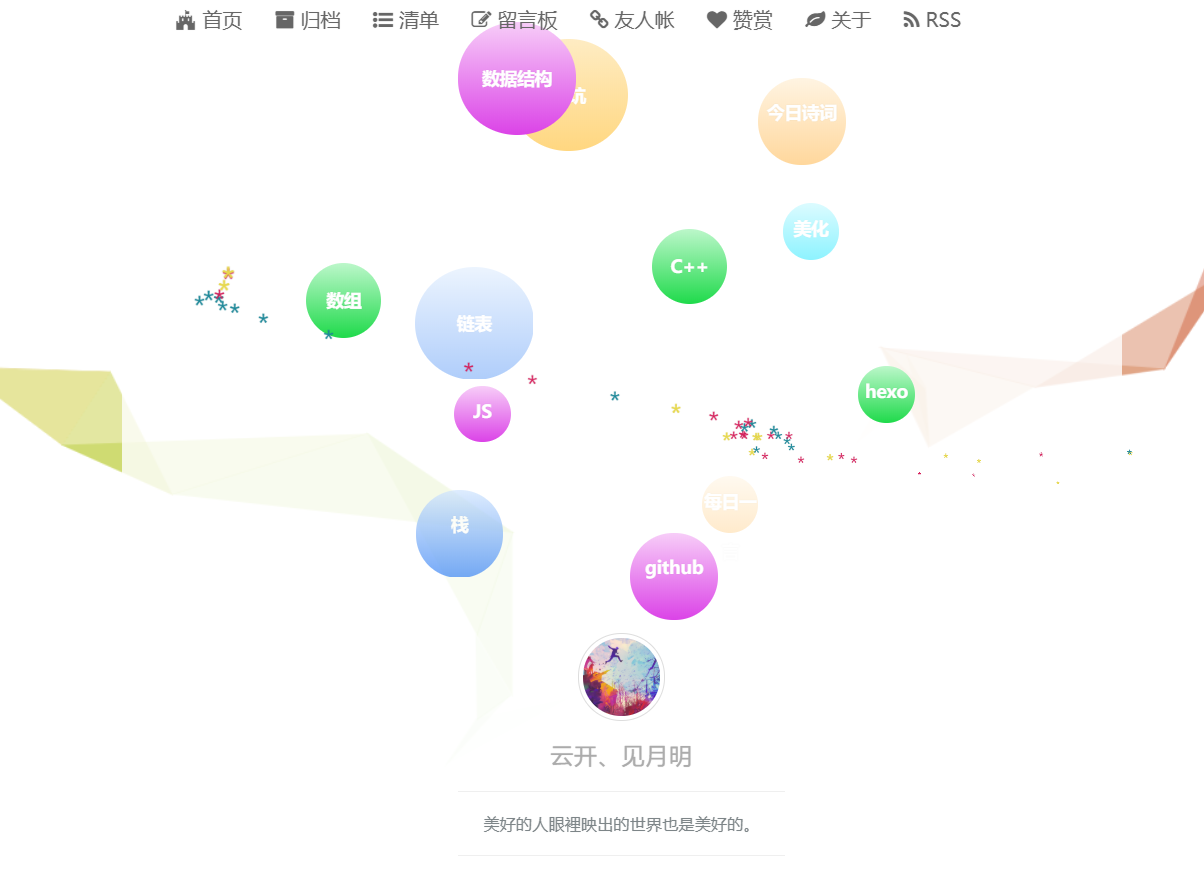 首页 归档 清单 留言板 友人帐 赞赏 关于 RSS
数据结构
今日诗词
美化
C++
数组
链表
hexo
JS
每日一
栈
github
云开、见月明
美好的人眼裡映出的世界也是美好的。